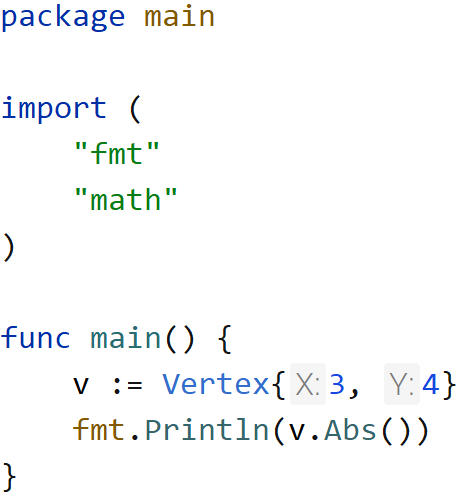 package main

import (
    "fmt"
    "math"
)

func main() {
    v := Vertex{X:3, Y:4}
    fmt.Println(v.Abs())
}